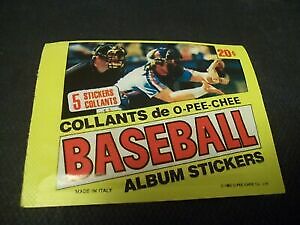 20¢
5 STICKERS
COLLANTS
COLLANTS de O-PEE-CHEE
BASEBALL
ALBUM STICKERS
MADE IN ITALY